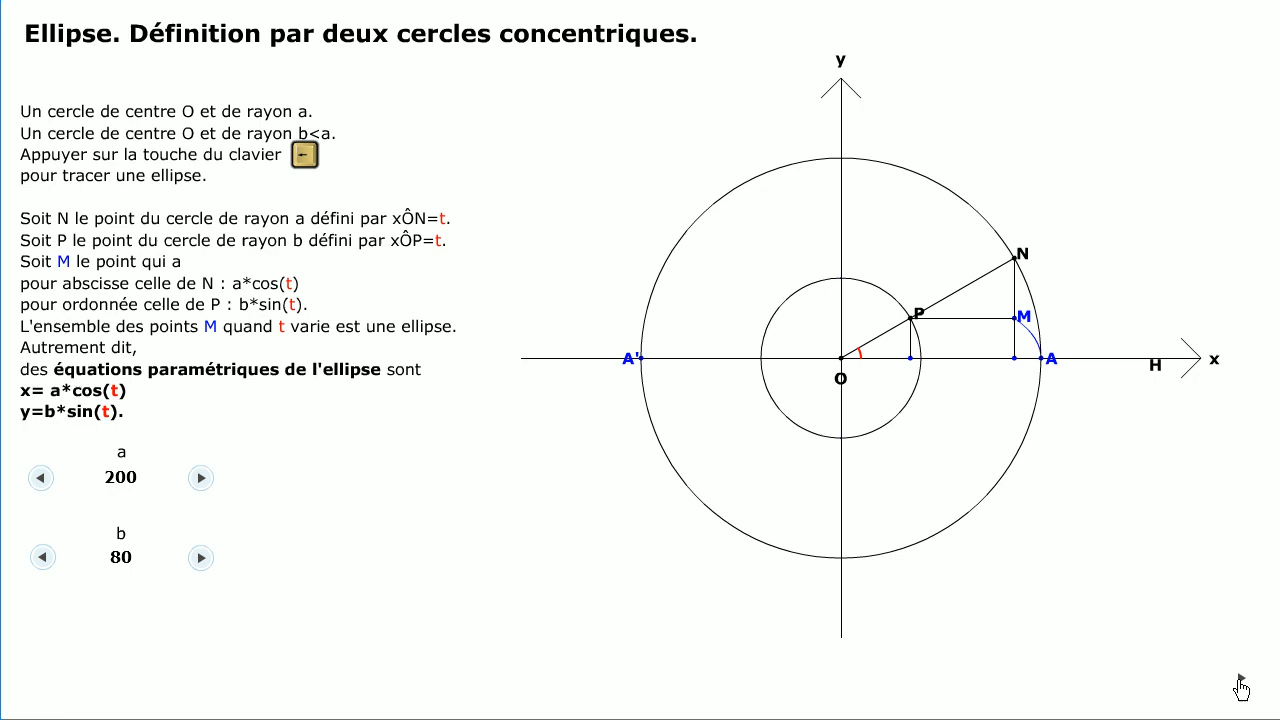 Ellipse. Définition par deux cercles concentriques.
Un cercle de centre O et de rayon a.
Un cercle de centre O et de rayon b<a.
Appuyer sur la touche du clavier ←
pour tracer une ellipse.
Soit N le point du cercle de rayon a défini par xÔN=t.
Soit P le point du cercle de rayon b défini par xÔP=t.
Soit M le point qui a
pour abscisse celle de N : a*cos(t)
pour ordonnée celle de P : b*sin(t).
L'ensemble des points M quand t varie est une ellipse.
Autrement dit,
des équations paramétriques de l'ellipse sont
x= a*cos(t)
y=b*sin(t).
a
200
b
80
y
N
P
M
A'
A
H
x
O